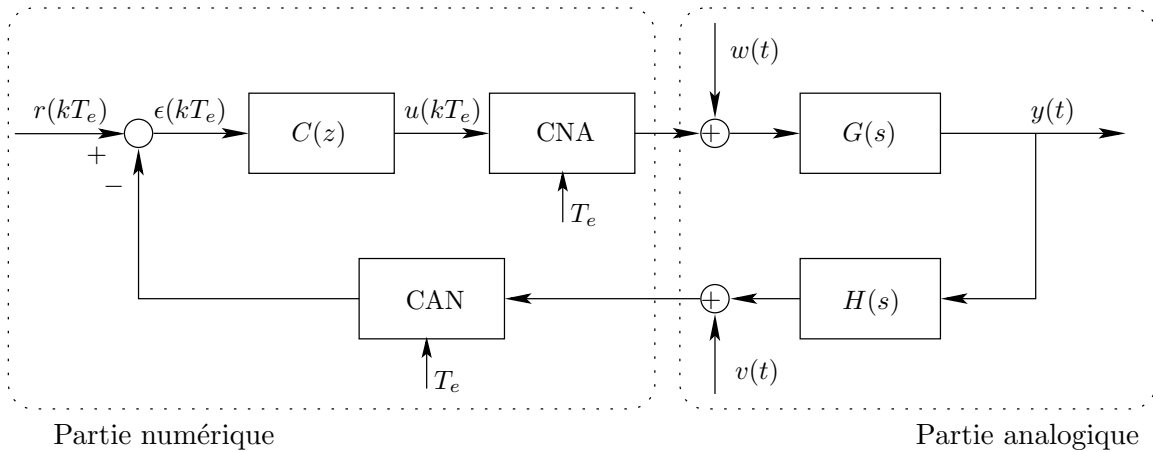 w(t)
r(kT_e)
ϵ(kT_e)
u(kT_e)
y(t)
C(z)
CNA
+
G(s)
+
−
T_e
CAN
+
H(s)
T_e
v(t)
Partie numérique
Partie analogique